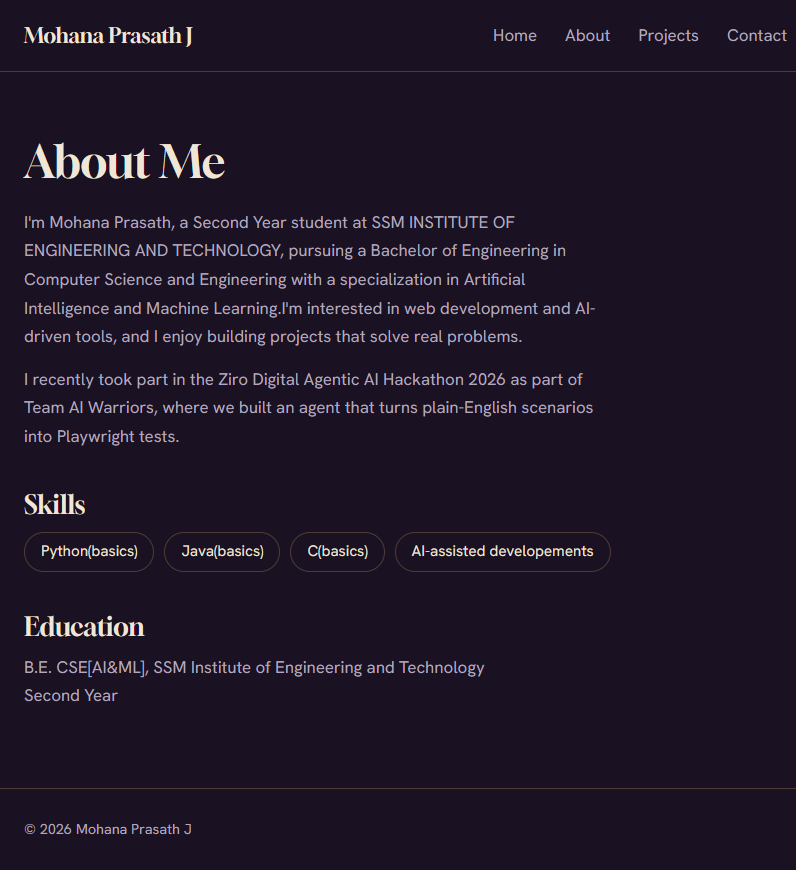 Mohana Prasath J
Home About Projects Contact
About Me
I'm Mohana Prasath, a Second Year student at SSM INSTITUTE OF
ENGINEERING AND TECHNOLOGY, pursuing a Bachelor of Engineering in
Computer Science and Engineering with a specialization in Artificial
Intelligence and Machine Learning.I'm interested in web development and AI-
driven tools, and I enjoy building projects that solve real problems.
I recently took part in the Ziro Digital Agentic AI Hackathon 2026 as part of
Team AI Warriors, where we built an agent that turns plain-English scenarios
into Playwright tests.
Skills
Python(basics) Java(basics) C(basics) AI-assisted developements
Education
B.E. CSE[AI&ML], SSM Institute of Engineering and Technology
Second Year
© 2026 Mohana Prasath J